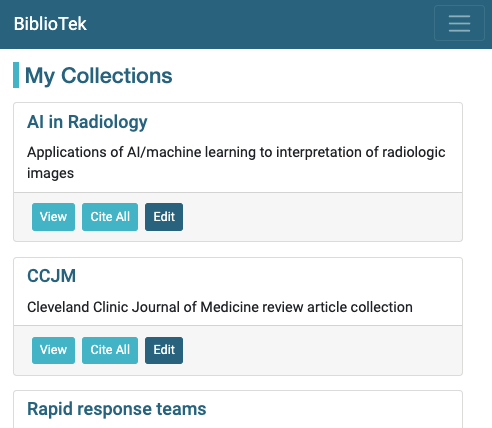 BiblioTek
My Collections
AI in Radiology
Applications of AI/machine learning to interpretation of radiologic
images
View Cite All Edit
CCJM
Cleveland Clinic Journal of Medicine review article collection
View Cite All Edit
Rapid response teams